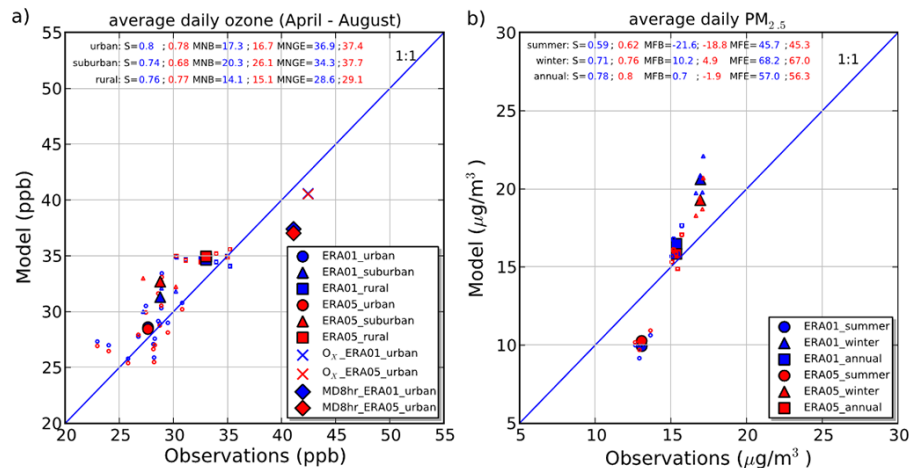 a)
average daily ozone (April - August)
urban: S=0.8 ; 0.78 MNB=17.3 ; 16.7 MNGE=36.9 ; 37.4
suburban: S=0.74 ; 0.68 MNB=20.3 ; 26.1 MNGE=34.3 ; 37.7
rural: S=0.76 ; 0.77 MNB=14.1 ; 15.1 MNGE=28.6 ; 29.1
1:1
55
50
45
40
35
30
25
20
Model (ppb)
ERA01_urban
ERA01_suburban
ERA01_rural
ERA05_urban
ERA05_suburban
ERA05_rural
Oₓ_ERA01_urban
Oₓ_ERA05_urban
MD8hr_ERA01_urban
MD8hr_ERA05_urban
20 25 30 35 40 45 50 55
Observations (ppb)
b)
average daily PM₂.₅
summer: S=0.59 ; 0.62 MFB=-21.6; -18.8 MFE=45.7 ; 45.3
winter: S=0.71 ; 0.76 MFB=10.2 ; 4.9 MFE=68.2 ; 67.0
annual: S=0.78 ; 0.8 MFB=0.7 ; -1.9 MFE=57.0 ; 56.3
1:1
30
25
20
15
10
5
Model (μg/m³ )
ERA01_summer
ERA01_winter
ERA01_annual
ERA05_summer
ERA05_winter
ERA05_annual
5 10 15 20 25 30
Observations (μg/m³ )